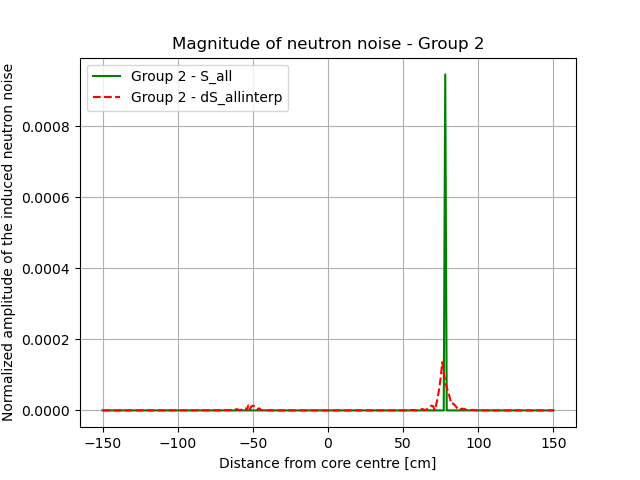 Magnitude of neutron noise - Group 2
Group 2 - S_all
Group 2 - dS_allinterp
Normalized amplitude of the induced neutron noise
0.0008
0.0006
0.0004
0.0002
0.0000
−150
−100
−50
0
50
100
150
Distance from core centre [cm]